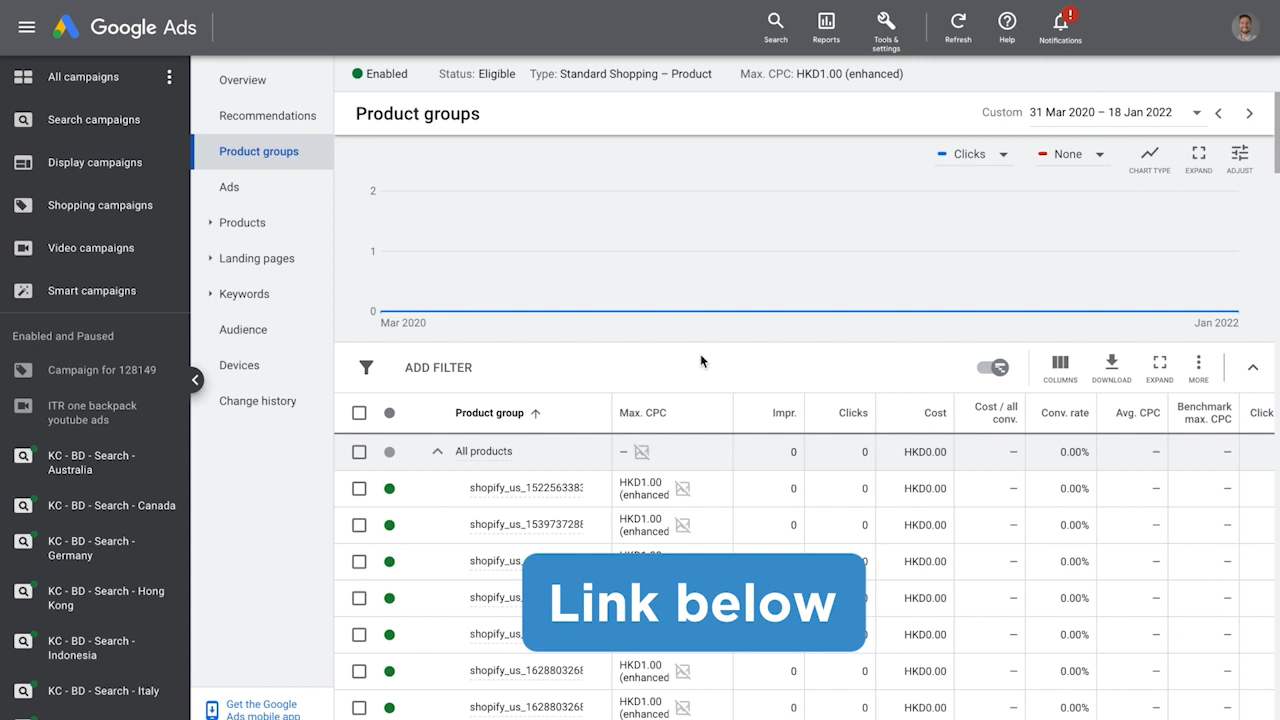 Google Ads
Search
Reports
Tools &
settings
Refresh
Help
!
Notifications
All campaigns
Search campaigns
Display campaigns
Shopping campaigns
Video campaigns
Smart campaigns
Enabled and Paused
Campaign for 128149
ITR one backpack
youtube ads
KC - BD - Search -
Australia
KC - BD - Search - Canada
KC - BD - Search -
Germany
KC - BD - Search - Hong
Kong
KC - BD - Search -
Indonesia
KC - BD - Search - Italy
Overview
Recommendations
Product groups
Ads
Products
Landing pages
Keywords
Audience
Devices
Change history
Get the Google
Ads mobile app
Enabled Status: Eligible Type: Standard Shopping – Product Max. CPC: HKD1.00 (enhanced)
Product groups
Custom 31 Mar 2020 – 18 Jan 2022
Clicks
None
CHART TYPE
EXPAND
ADJUST
2
1
0
Mar 2020
Jan 2022
ADD FILTER
COLUMNS
DOWNLOAD
EXPAND
MORE
Product group
Max. CPC
Impr.
Clicks
Cost
Cost / all
conv.
Conv. rate
Avg. CPC
Benchmark
max. CPC
Click
All products – 0 0 HKD0.00 – 0.00% – –
shopify_us_1522563383 HKD1.00 (enhanced 0 0 HKD0.00 – 0.00% – –
shopify_us_1539737288 HKD1.00 (enhanced 0 0 HKD0.00 – 0.00% – –
shopify_us_ 0 HKD0.00 – 0.00% – –
shopify_us_ HKD0.00 – 0.00% – –
shopify_us_ HKD0.00 – 0.00% – –
shopify_us_1628803268 HKD1.00 (enhanced 0 0 HKD0.00 – 0.00% – –
shopify_us_1628803268 HKD1.00 (enhanced 0 0 HKD0.00 – 0.00% – –
Link below